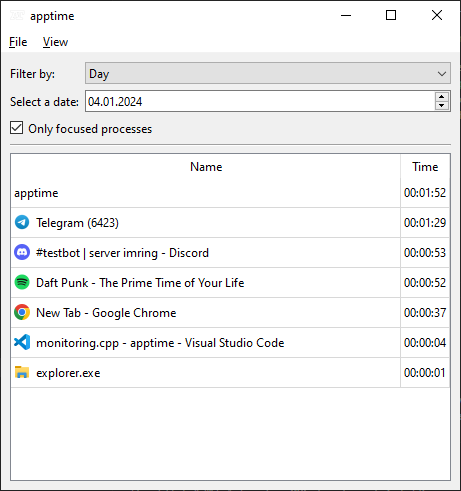 apptime
File View
Filter by: Day
Select a date: 04.01.2024
Only focused processes
Name Time
apptime 00:01:52
Telegram (6423) 00:01:29
#testbot | server imring - Discord 00:00:53
Daft Punk - The Prime Time of Your Life 00:00:52
New Tab - Google Chrome 00:00:37
monitoring.cpp - apptime - Visual Studio Code 00:00:04
explorer.exe 00:00:01